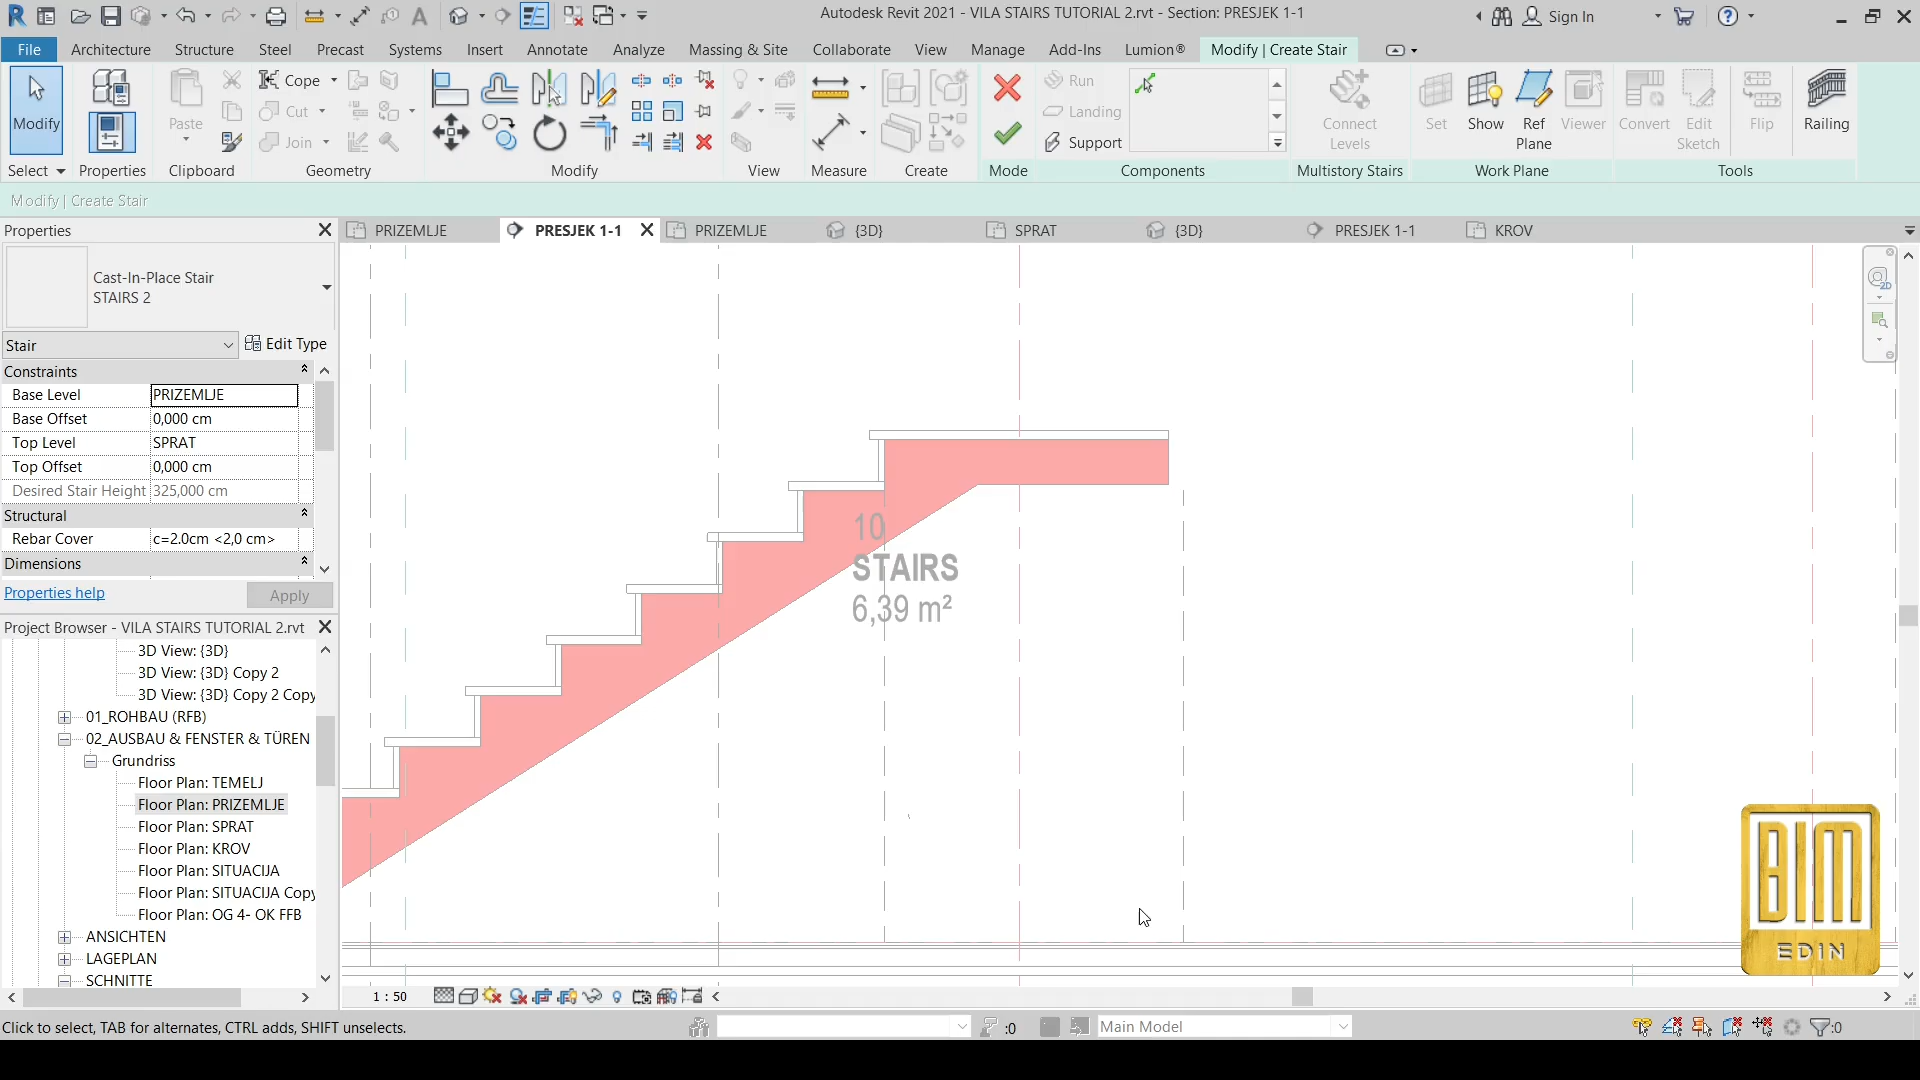 Autodesk Revit 2021 - VILA STAIRS TUTORIAL 2.rvt - Section: PRESJEK 1-1
Sign In
File Architecture Structure Steel Precast Systems Insert Annotate Analyze Massing & Site Collaborate View Manage Add-Ins Lumion® Modify | Create Stair
Modify
Paste
Cope
Cut
Join
Run
Landing
Support
Connect Levels
Set
Show
Ref Plane
Viewer
Convert
Edit Sketch
Flip
Railing
Select Properties Clipboard Geometry Modify View Measure Create Mode Components Multistory Stairs Work Plane Tools
Modify | Create Stair
Properties
PRIZEMLJE PRESJEK 1-1 PRIZEMLJE {3D} SPRAT {3D} PRESJEK 1-1 KROV
Cast-In-Place Stair
STAIRS 2
Stair
Edit Type
Constraints
Base Level PRIZEMLJE
Base Offset 0,000 cm
Top Level SPRAT
Top Offset 0,000 cm
Desired Stair Height 325,000 cm
Structural
Rebar Cover c=2.0cm <2,0 cm>
Dimensions
Properties help
Apply
Project Browser - VILA STAIRS TUTORIAL 2.rvt
3D View: {3D}
3D View: {3D} Copy 2
3D View: {3D} Copy 2 Copy
01_ROHBAU (RFB)
02_AUSBAU & FENSTER & TÜREN
Grundriss
Floor Plan: TEMELJ
Floor Plan: PRIZEMLJE
Floor Plan: SPRAT
Floor Plan: KROV
Floor Plan: SITUACIJA
Floor Plan: SITUACIJA Copy
Floor Plan: OG 4- OK FFB
ANSICHTEN
LAGEPLAN
SCHNITTE
10
STAIRS
6,39 m²
2D
BIM
EDIN
1 : 50
Click to select, TAB for alternates, CTRL adds, SHIFT unselects.
:0
Main Model
:0